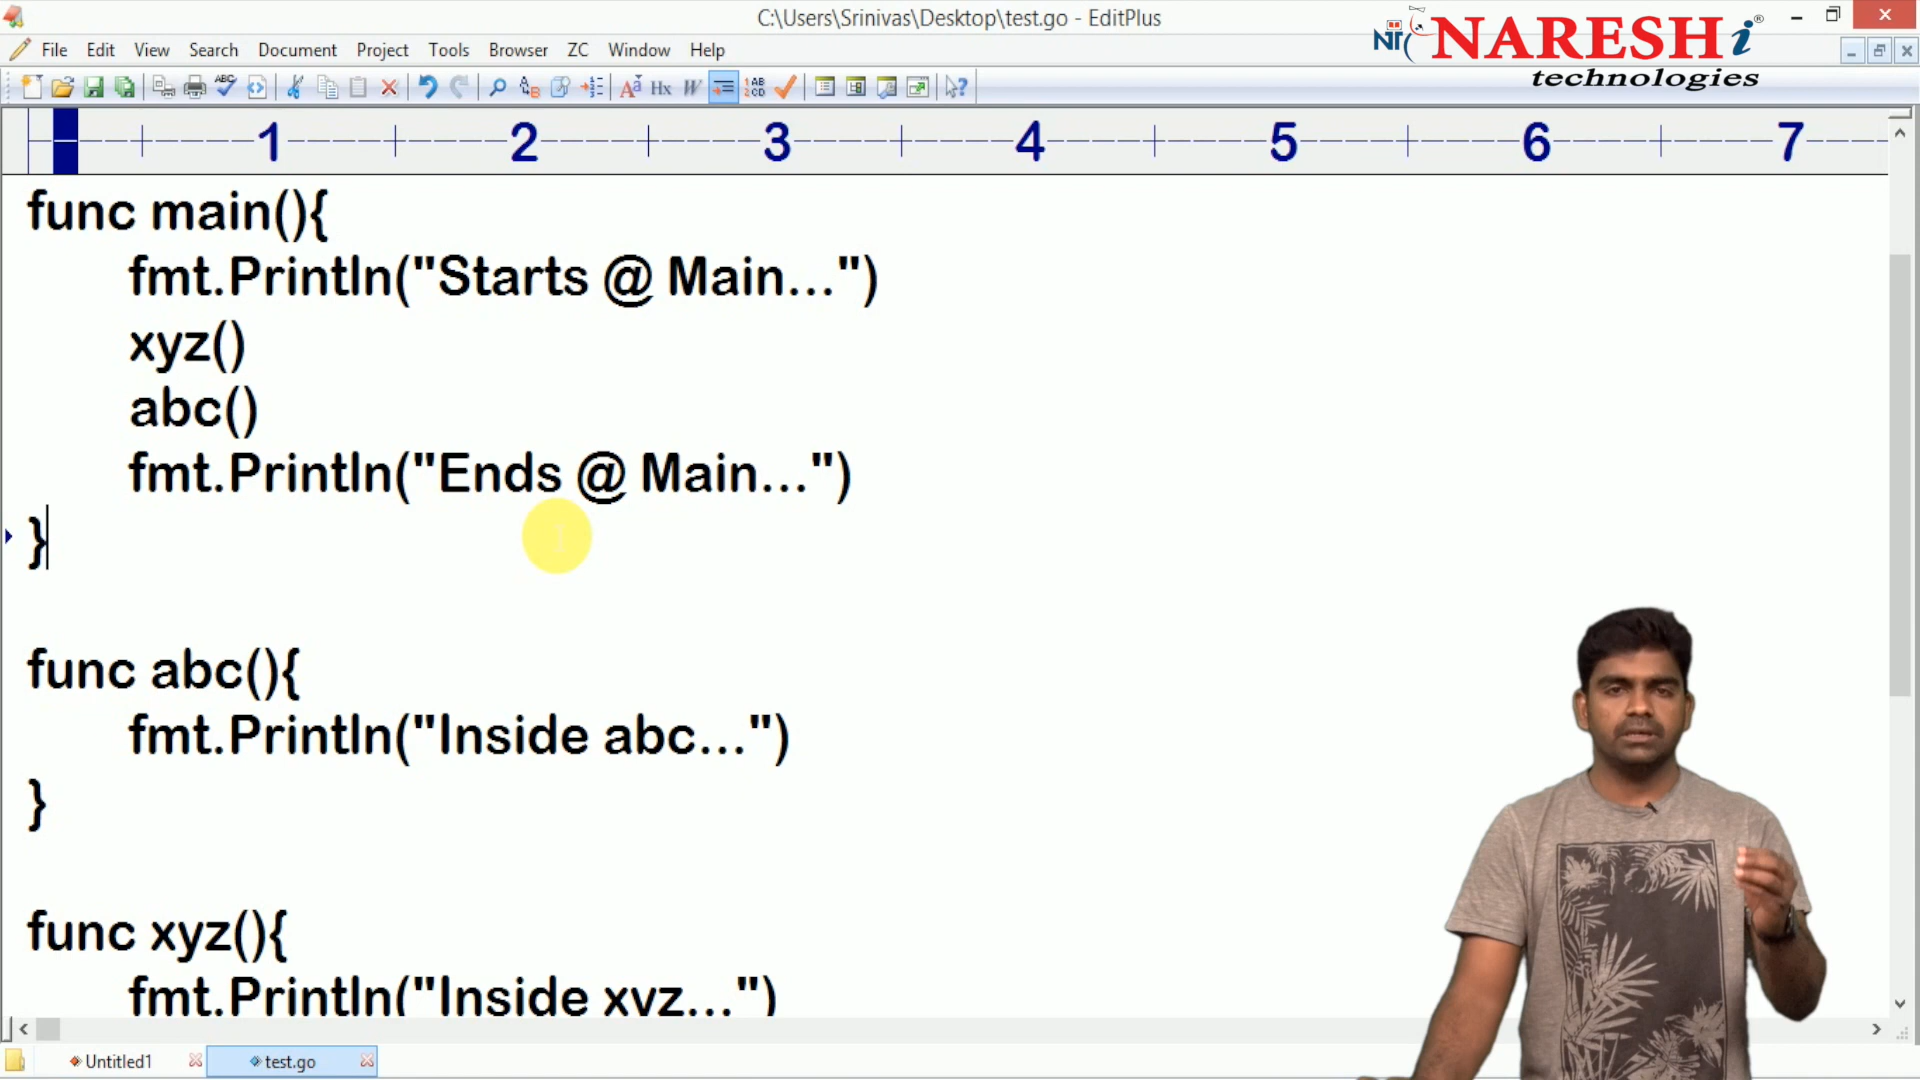 C:\Users\Srinivas\Desktop\test.go - EditPlus
NT NARESH i ®
technologies
File Edit View Search Document Project Tools Browser ZC Window Help
1 2 3 4 5 6 7
func main(){
fmt.Println("Starts @ Main...")
xyz()
abc()
fmt.Println("Ends @ Main...")
}
func abc(){
fmt.Println("Inside abc...")
}
func xyz(){
fmt.Println("Inside xyz...")
Untitled1 test.go